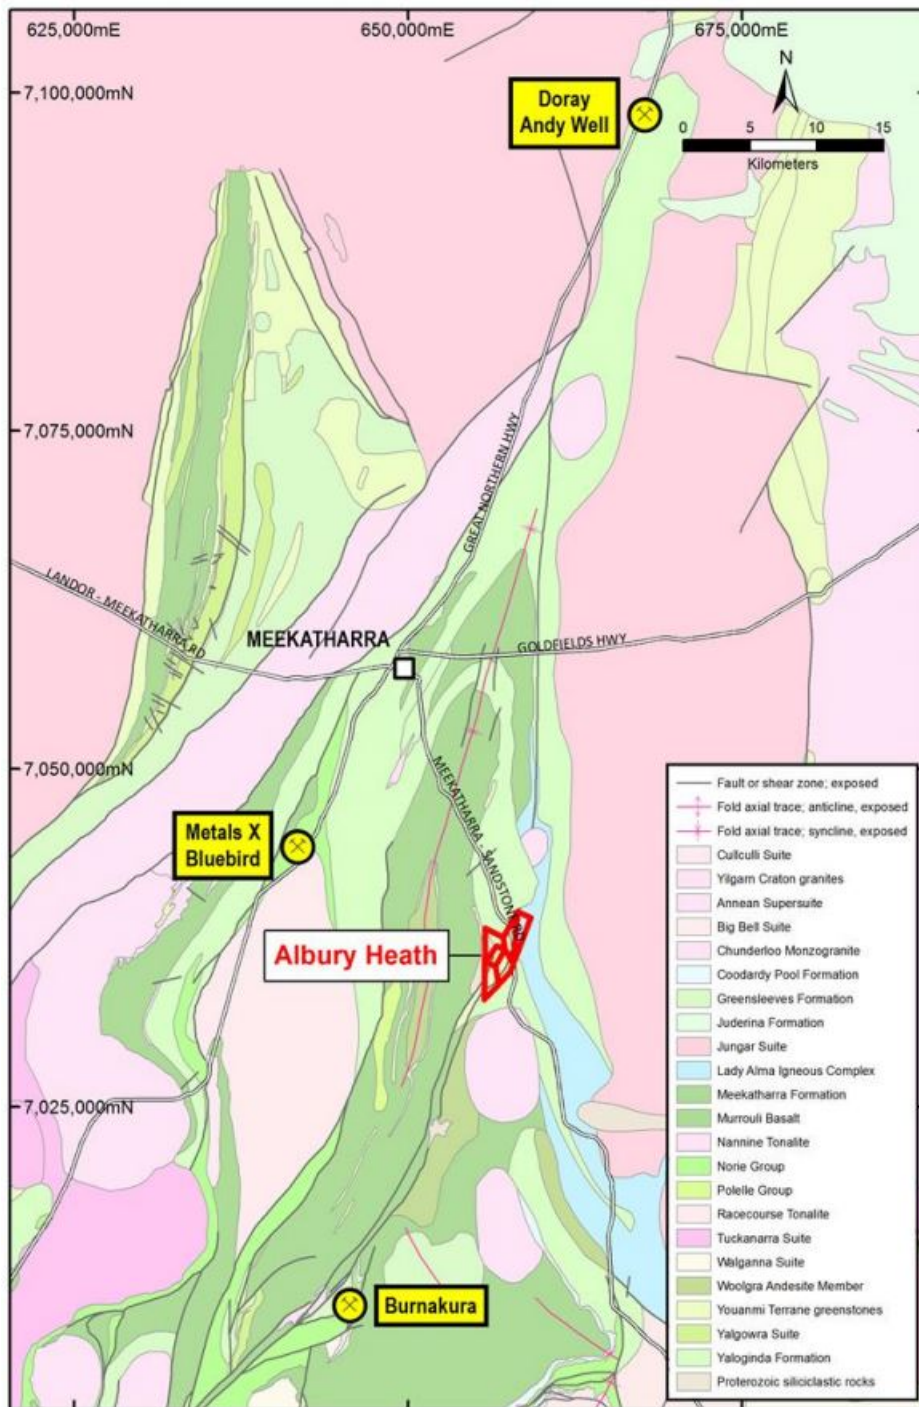 625,000mE
650,000mE
675,000mE
7,100,000mN
Doray
Andy Well
N
0 5 10 15
Kilometers
7,075,000mN
GREAT NORTHERN HWY
LANDOR - MEEKATHARRA RD
MEEKATHARRA
GOLDFIELDS HWY
7,050,000mN
MEEKATHARRA - SANDSTONE RD
Metals X
Bluebird
Albury Heath
7,025,000mN
Burnakura
Fault or shear zone; exposed
Fold axial trace; anticline, exposed
Fold axial trace; syncline, exposed
Cullculli Suite
Yilgarn Craton granites
Annean Supersuite
Big Bell Suite
Chunderloo Monzogranite
Coodardy Pool Formation
Greensleeves Formation
Juderina Formation
Jungar Suite
Lady Alma Igneous Complex
Meekatharra Formation
Murrouli Basalt
Nannine Tonalite
Norie Group
Polelle Group
Racecourse Tonalite
Tuckanarra Suite
Walganna Suite
Woolgra Andesite Member
Youanmi Terrane greenstones
Yalgowra Suite
Yaloginda Formation
Proterozoic siliciclastic rocks